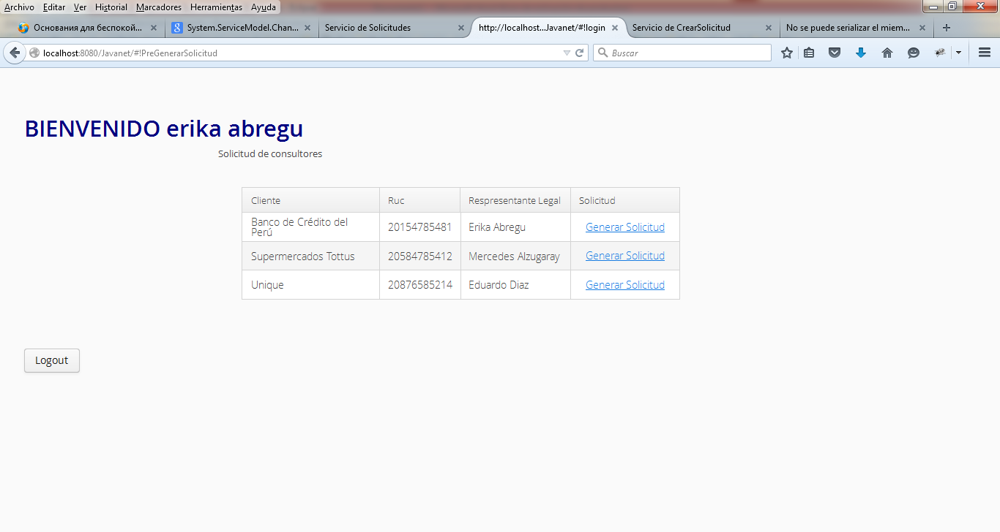 Archivo Editar Ver Historial Marcadores Herramientas Ayuda
Основания для беспокой... System.ServiceModel.Chan... Servicio de Solicitudes http://localhost...Javanet/#!login Servicio de CrearSolicitud No se puede serializar el miem...
localhost:8080/Javanet/#!PreGenerarSolicitud Buscar
BIENVENIDO erika abregu
Solicitud de consultores
Cliente Ruc Respresentante Legal Solicitud
Banco de Crédito del
Perú 20154785481 Erika Abregu Generar Solicitud
Supermercados Tottus 20584785412 Mercedes Alzugaray Generar Solicitud
Unique 20876585214 Eduardo Diaz Generar Solicitud
Logout